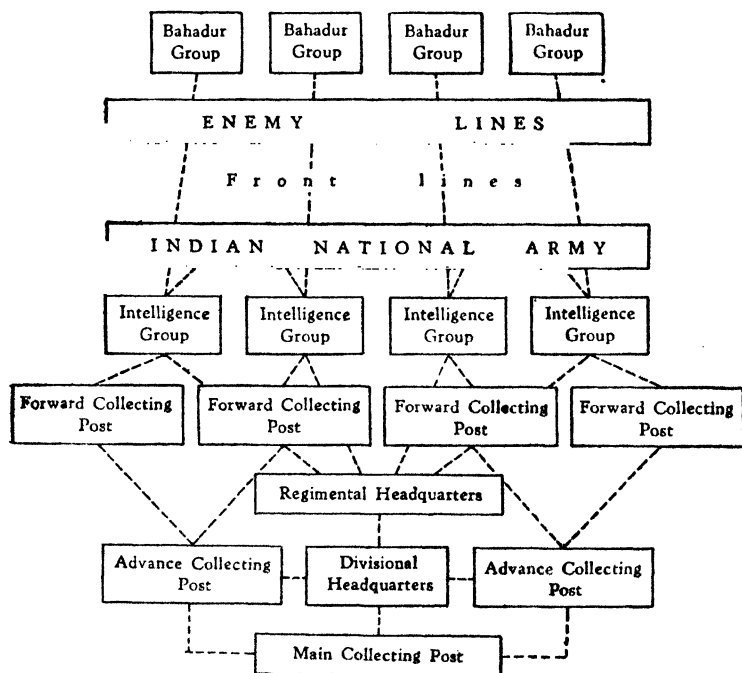 Bahadur
Group
Bahadur
Group
Bahadur
Group
Bahadur
Group
ENEMY LINES
Front lines
INDIAN NATIONAL ARMY
Intelligence
Group
Intelligence
Group
Intelligence
Group
Intelligence
Group
Forward Collecting
Post
Forward Collecting
Post
Forward Collecting
Post
Forward Collecting
Post
Regimental Headquarters
Advance Collecting
Post
Divisional
Headquarters
Advance Collecting
Post
Main Collecting Post